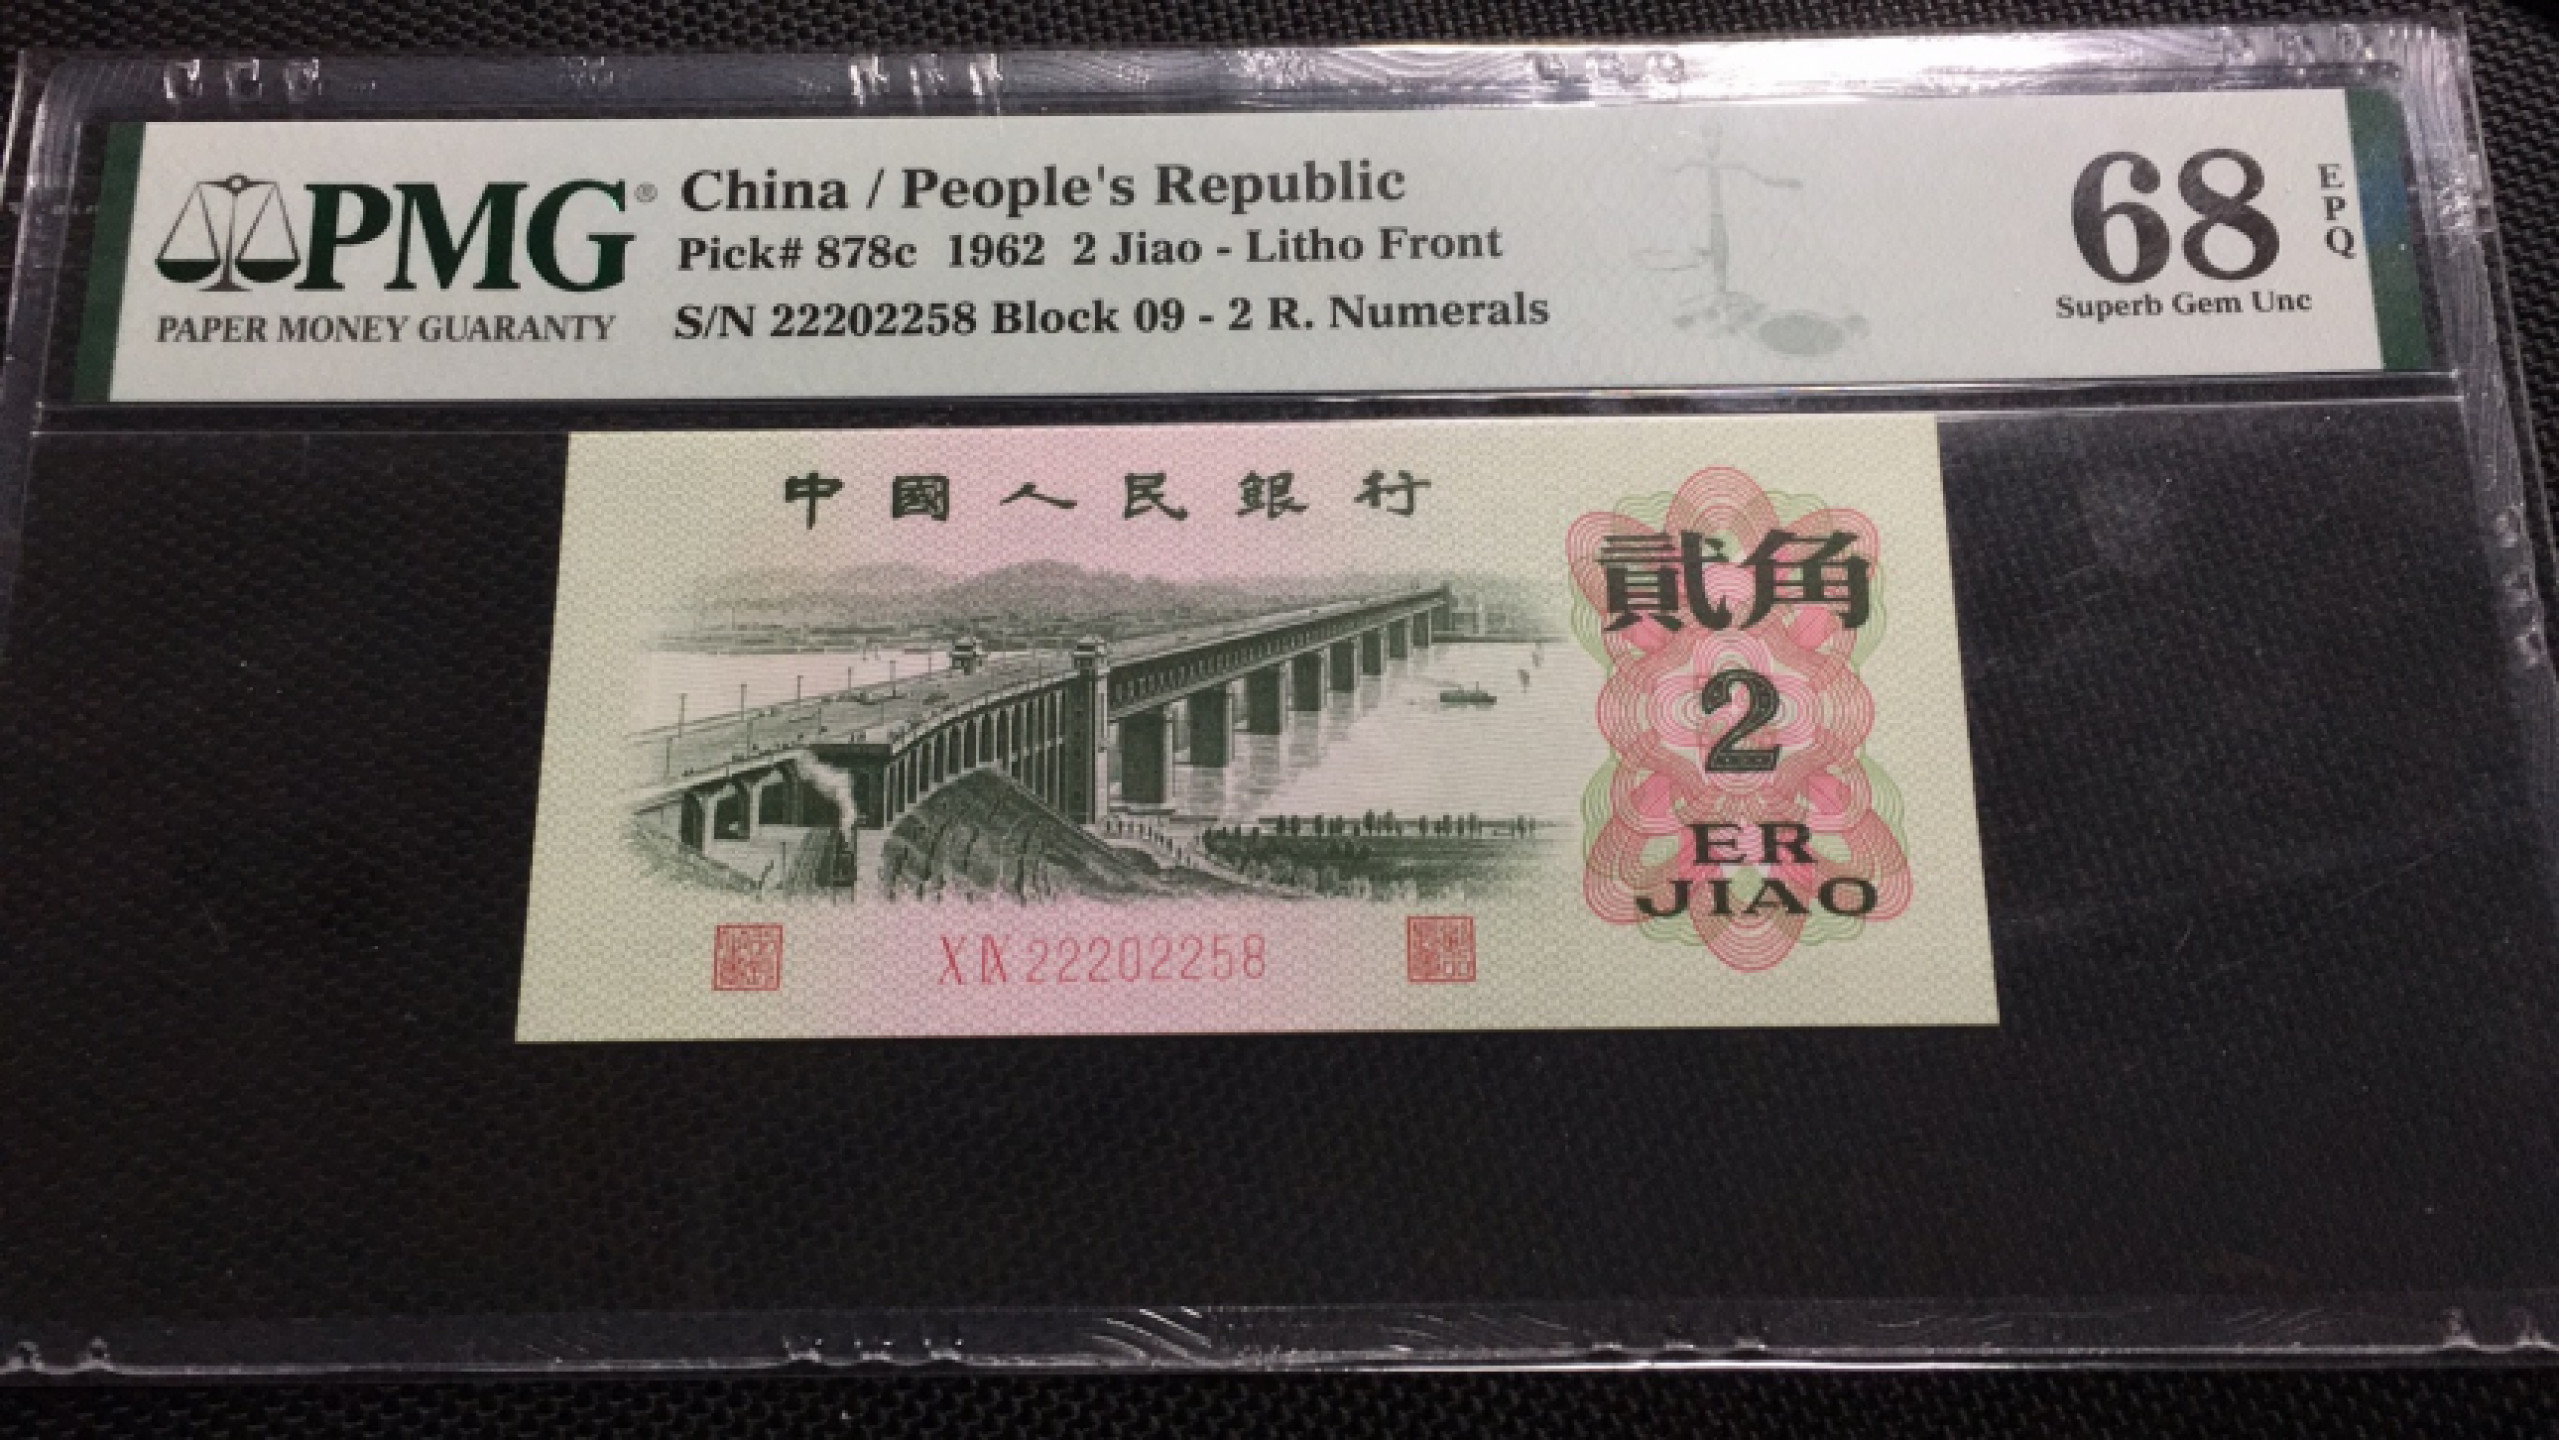 PMG®
PAPER MONEY GUARANTY
China / People's Republic
Pick# 878c 1962 2 Jiao - Litho Front
S/N 22202258 Block 09 - 2 R. Numerals
68
EPQ
Superb Gem Unc
中國人民銀行
貳角
2
ER
JIAO
X IX 22202258